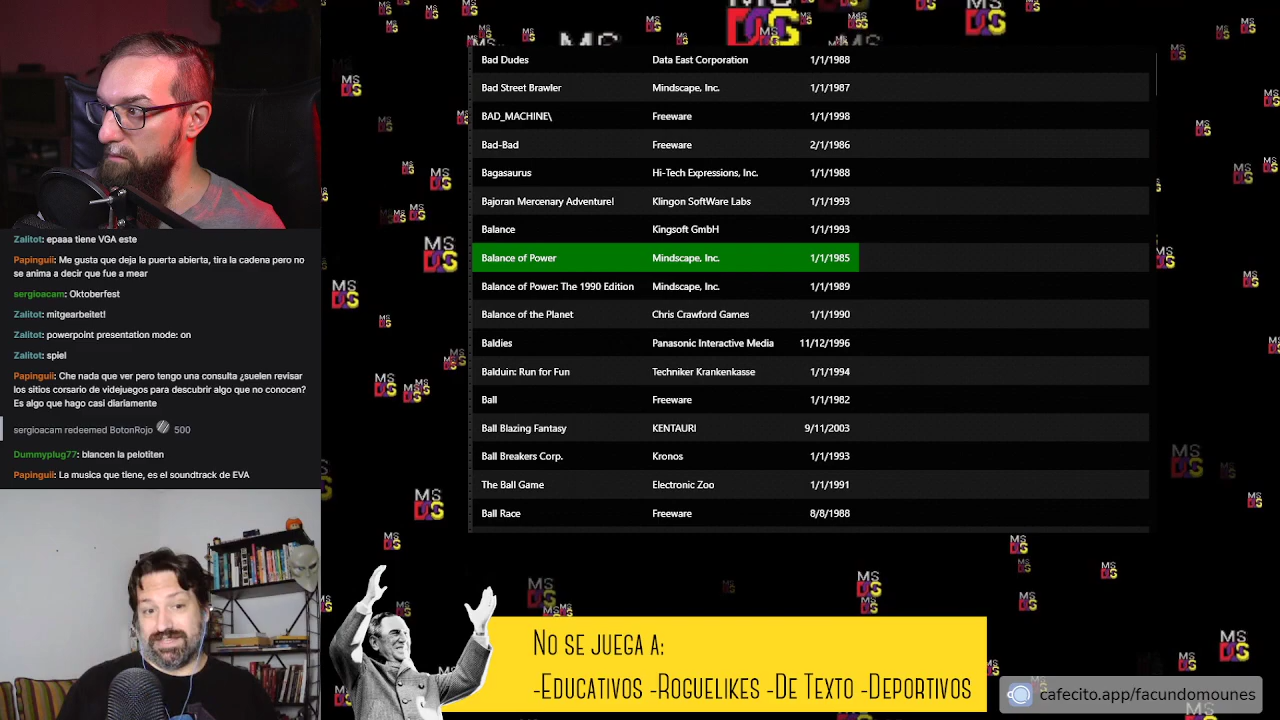 Zalitot: epaaa tiene VGA este
Papinguii: Me gusta que deja la puerta abierta, tira la cadena pero no
se anima a decir que fue a mear
sergioacam: Oktoberfest
Zalitot: mitgearbeitet!
Zalitot: powerpoint presentation mode: on
Zalitot: spiel
Papinguii: Che nada que ver pero tengo una consulta ¿suelen revisar
los sitios corsario de videjuegos para descubrir algo que no conocen?
Es algo que hago casi diariamente
sergioacam redeemed BotonRojo 500
Dummyplug77: blancen la pelotiten
Papinguii: La musica que tiene, es el soundtrack de EVA
MS
DOS
Bad Dudes Data East Corporation 1/1/1988
Bad Street Brawler Mindscape, Inc. 1/1/1987
BAD_MACHINE\ Freeware 1/1/1998
Bad-Bad Freeware 2/1/1986
Bagasaurus Hi-Tech Expressions, Inc. 1/1/1988
Bajoran Mercenary Adventure! Klingon SoftWare Labs 1/1/1993
Balance Kingsoft GmbH 1/1/1993
Balance of Power Mindscape, Inc. 1/1/1985
Balance of Power: The 1990 Edition Mindscape, Inc. 1/1/1989
Balance of the Planet Chris Crawford Games 1/1/1990
Baldies Panasonic Interactive Media 11/12/1996
Balduin: Run for Fun Techniker Krankenkasse 1/1/1994
Ball Freeware 1/1/1982
Ball Blazing Fantasy KENTAURI 9/11/2003
Ball Breakers Corp. Kronos 1/1/1993
The Ball Game Electronic Zoo 1/1/1991
Ball Race Freeware 8/8/1988
No se juega a:
-Educativos -Roguelikes -De Texto -Deportivos
cafecito.app/facundomounes